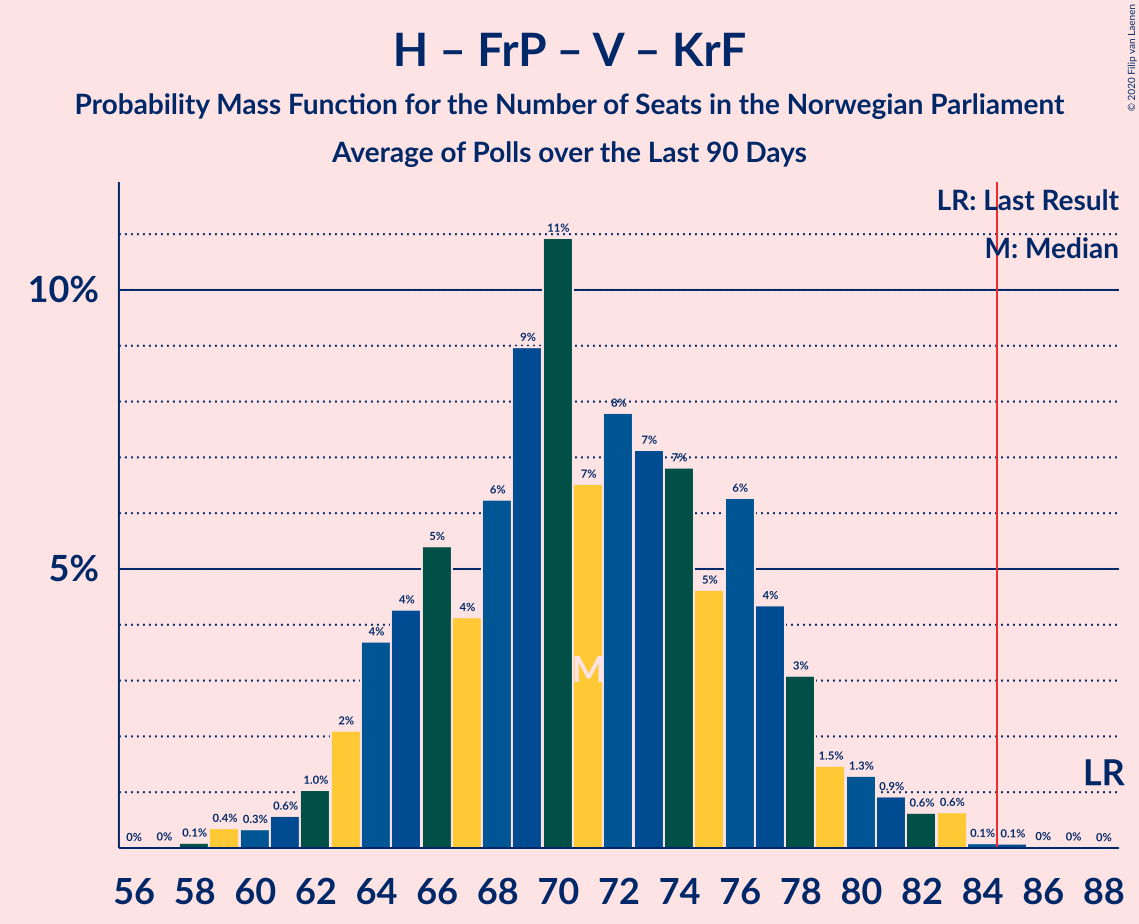 H – FrP – V – KrF
Probability Mass Function for the Number of Seats in the Norwegian Parliament
Average of Polls over the Last 90 Days
© 2020 Filip van Laenen
LR: Last Result
M: Median
10%
5%
0% 0% 0.1% 0.4% 0.3% 0.6% 1.0% 2% 4% 4% 5% 4% 6% 9% 11% 7% 8% 7% 7% 5% 6% 4% 3% 1.5% 1.3% 0.9% 0.6% 0.6% 0.1% 0.1% 0% 0% 0%
M
LR
56 58 60 62 64 66 68 70 72 74 76 78 80 82 84 86 88